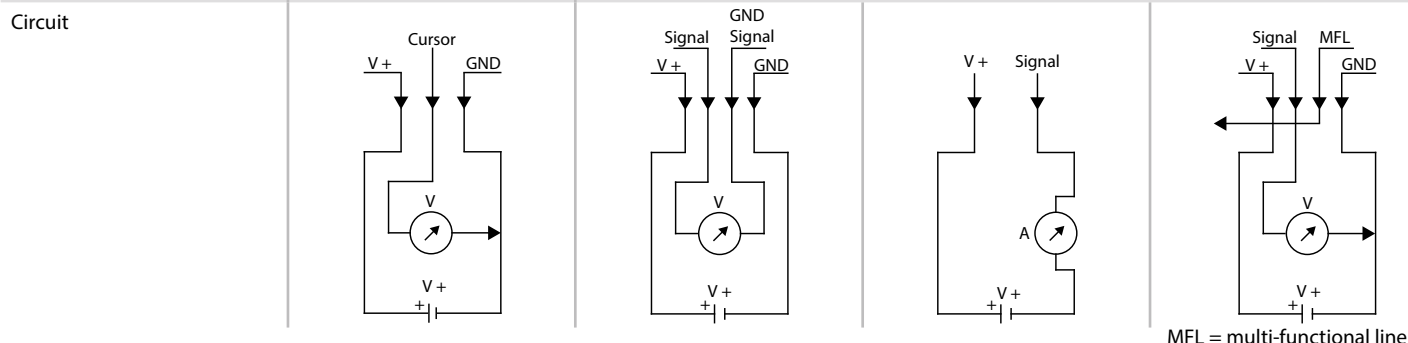 Circuit
Cursor
V +
GND
V
V +
+
GND
Signal
Signal
V +
GND
V
V +
+
V +
Signal
A
V +
+
Signal
MFL
V +
GND
V
V +
+
MFL = multi-functional line